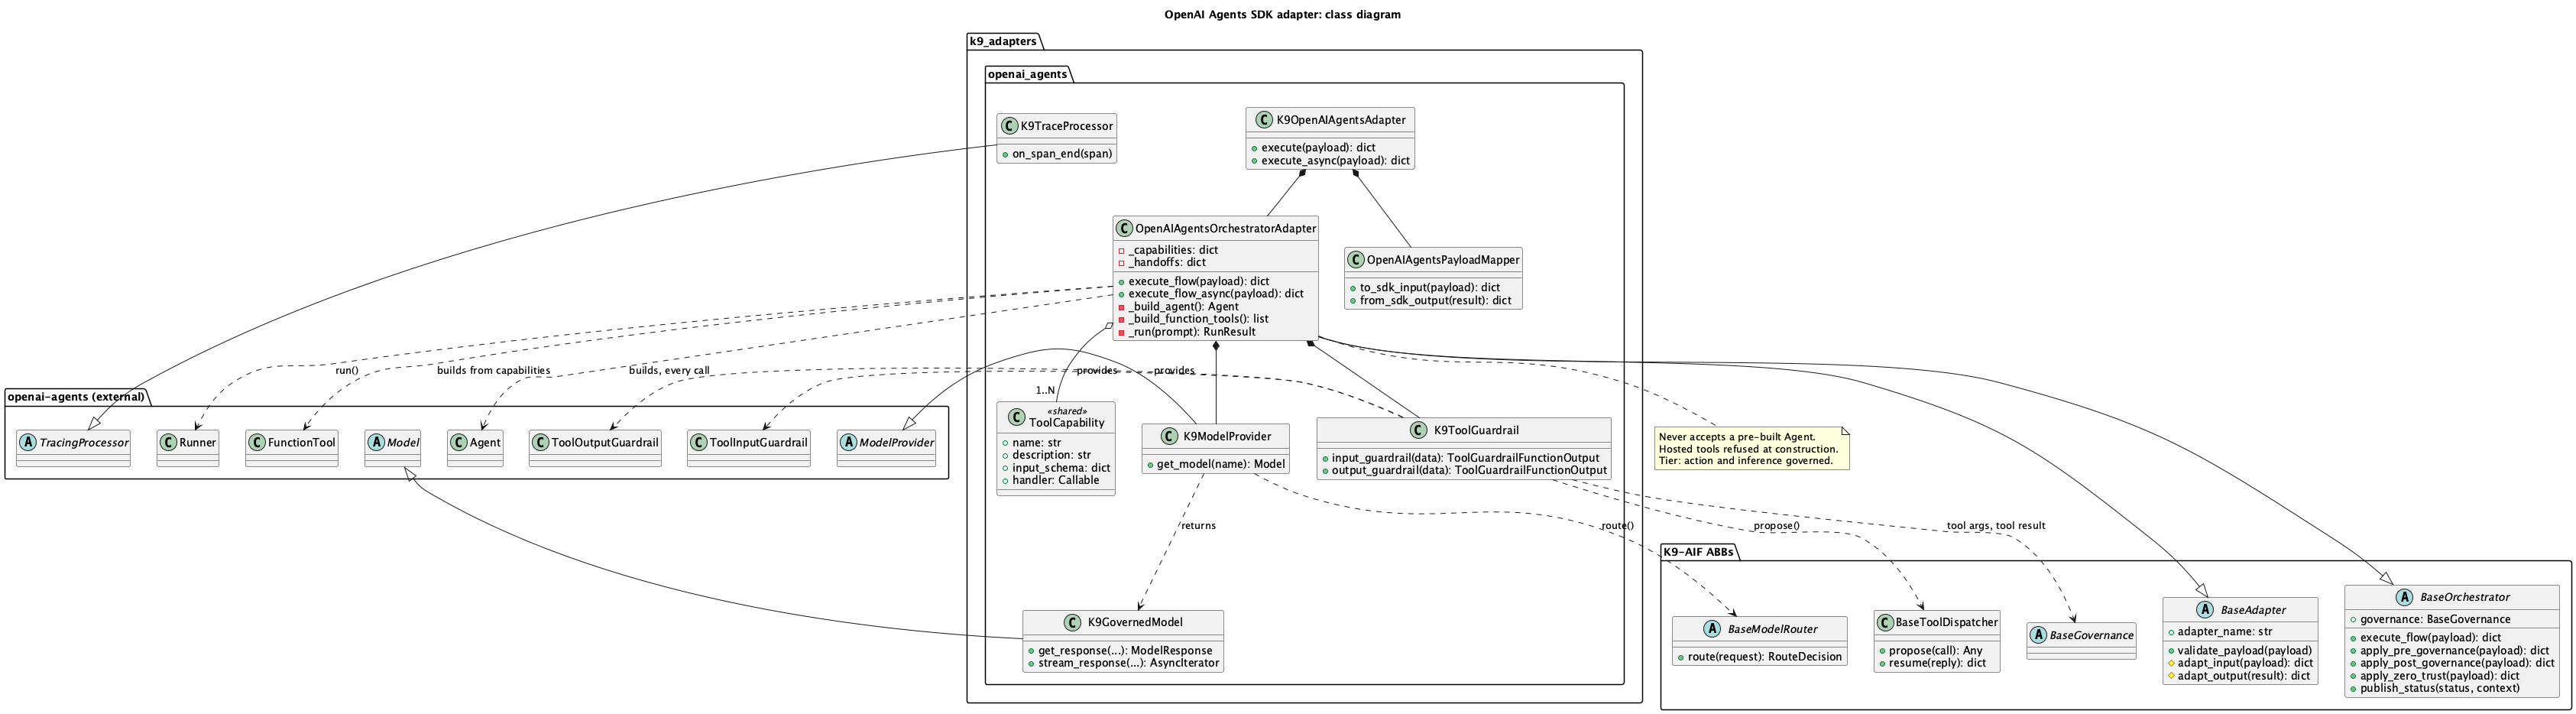 OpenAI Agents SDK adapter: class diagram
k9_adapters
openai_agents
C K9TraceProcessor
on_span_end(span)
C K9OpenAIAgentsAdapter
execute(payload): dict
execute_async(payload): dict
C OpenAIAgentsOrchestratorAdapter
_capabilities: dict
_handoffs: dict
execute_flow(payload): dict
execute_flow_async(payload): dict
_build_agent(): Agent
_build_function_tools(): list
_run(prompt): RunResult
C OpenAIAgentsPayloadMapper
to_sdk_input(payload): dict
from_sdk_output(result): dict
run()
builds from capabilities
builds, every call
provides
provides
1..N
openai-agents (external)
A TracingProcessor
C Runner
C FunctionTool
A Model
C Agent
C ToolOutputGuardrail
C ToolInputGuardrail
A ModelProvider
C «shared»
ToolCapability
name: str
description: str
input_schema: dict
handler: Callable
C K9ModelProvider
get_model(name): Model
C K9ToolGuardrail
input_guardrail(data): ToolGuardrailFunctionOutput
output_guardrail(data): ToolGuardrailFunctionOutput
Never accepts a pre-built Agent.
Hosted tools refused at construction.
Tier: action and inference governed.
returns
route()
propose()
tool args, tool result
K9-AIF ABBs
C K9GovernedModel
get_response(...): ModelResponse
stream_response(...): AsyncIterator
A BaseModelRouter
route(request): RouteDecision
C BaseToolDispatcher
propose(call): Any
resume(reply): dict
A BaseGovernance
A BaseAdapter
adapter_name: str
validate_payload(payload)
adapt_input(payload): dict
adapt_output(result): dict
A BaseOrchestrator
governance: BaseGovernance
execute_flow(payload): dict
apply_pre_governance(payload): dict
apply_post_governance(payload): dict
apply_zero_trust(payload): dict
publish_status(status, context)